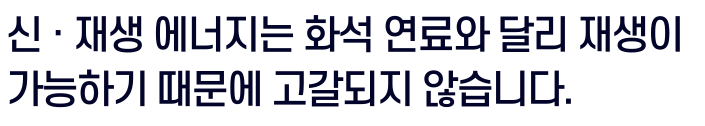 신 · 재생 에너지는 화석 연료와 달리 재생이
가능하기 때문에 고갈되지 않습니다.